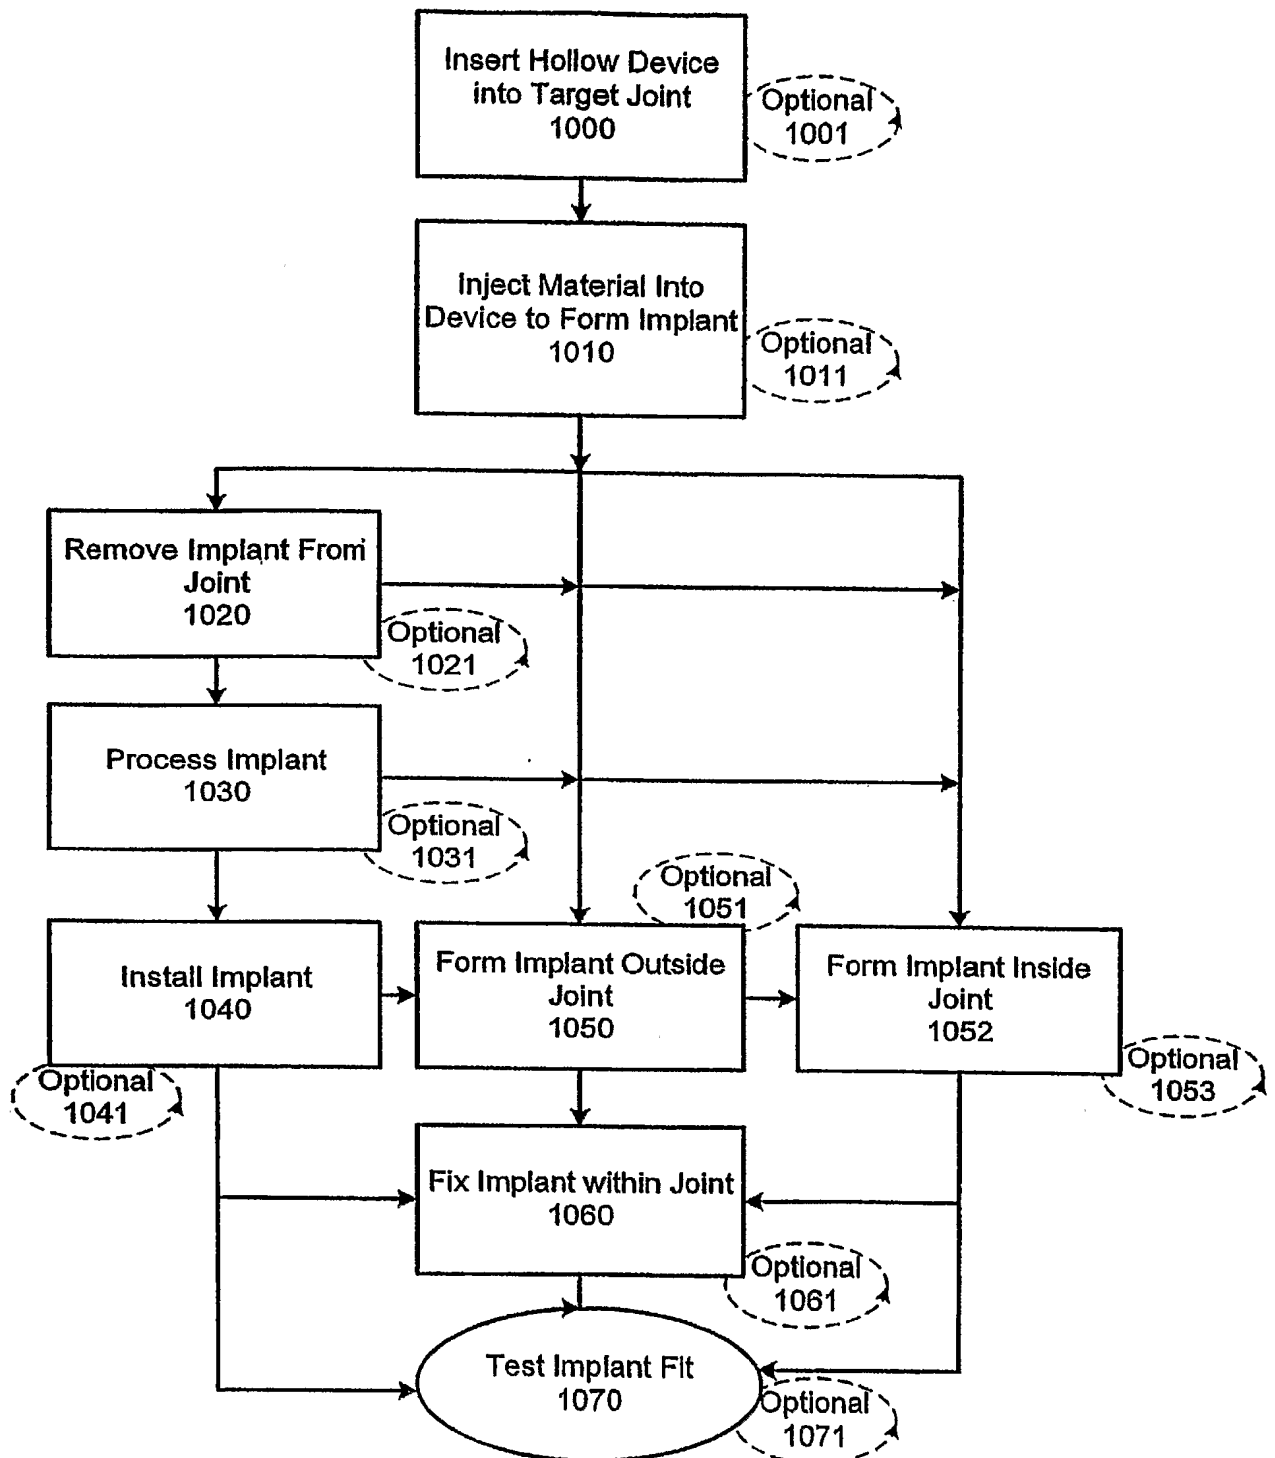 Insert Hollow Device
into Target Joint
1000
Optional
1001
Inject Material Into
Device to Form Implant
1010
Optional
1011
Remove Implant From
Joint
1020
Optional
1021
Process Implant
1030
Optional
1031
Install Implant
1040
Optional
1041
Optional
1051
Form Implant Outside
Joint
1050
Form Implant Inside
Joint
1052
Optional
1053
Fix Implant within Joint
1060
Optional
1061
Test Implant Fit
1070
Optional
1071